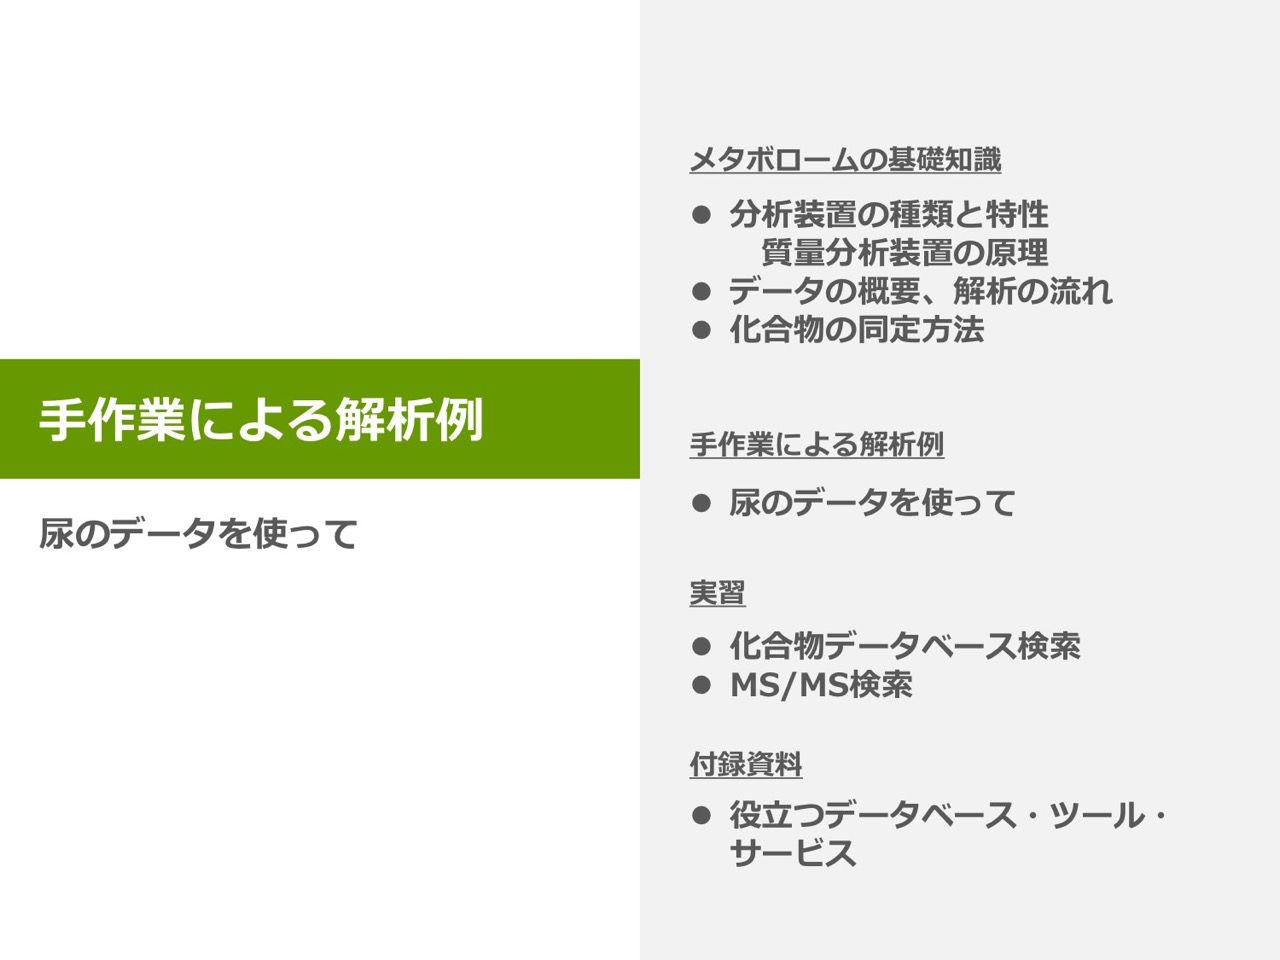 手作業による解析例
尿のデータを使って
メタボロームの基礎知識
● 分析装置の種類と特性
質量分析装置の原理
● データの概要、解析の流れ
● 化合物の同定方法
手作業による解析例
● 尿のデータを使って
実習
● 化合物データベース検索
● MS/MS検索
付録資料
● 役立つデータベース・ツール・
サービス